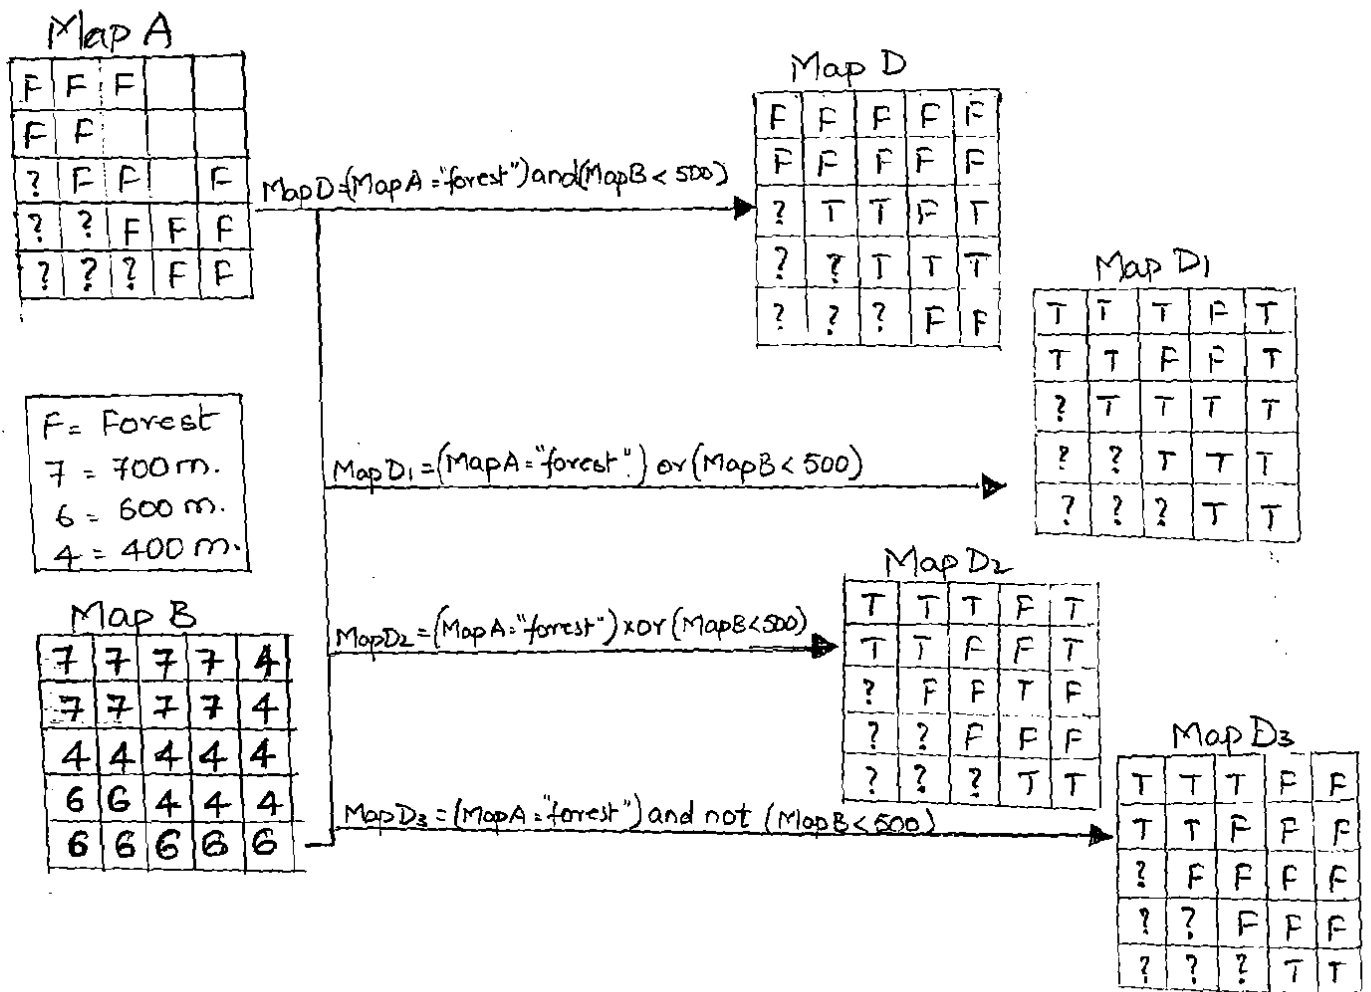 Map A
F F F
F F
? F F F
? ? F F F
? ? ? F F
F = Forest
7 = 700 m.
6 = 600 m.
4 = 400 m.
Map B
7 7 7 7 4
7 7 7 7 4
4 4 4 4 4
6 6 4 4 4
6 6 6 6 6
MapD=(MapA="forest")and(MapB<500)
Map D
F F F F F
F F F F F
? T T F T
? ? T T T
? ? ? F F
MapD1=(MapA="forest") or (MapB<500)
Map D1
T T T F T
T T F F T
? T T T T
? ? T T T
? ? ? T T
MapD2=(MapA="forest")xor(MapB<500)
Map D2
T T T F T
T T F F T
? F F T F
? ? F F F
? ? ? T T
MapD3=(MapA="forest")and not (MapB<500)
Map D3
T T T F F
T T F F F
? F F F F
? ? F F F
? ? ? T T